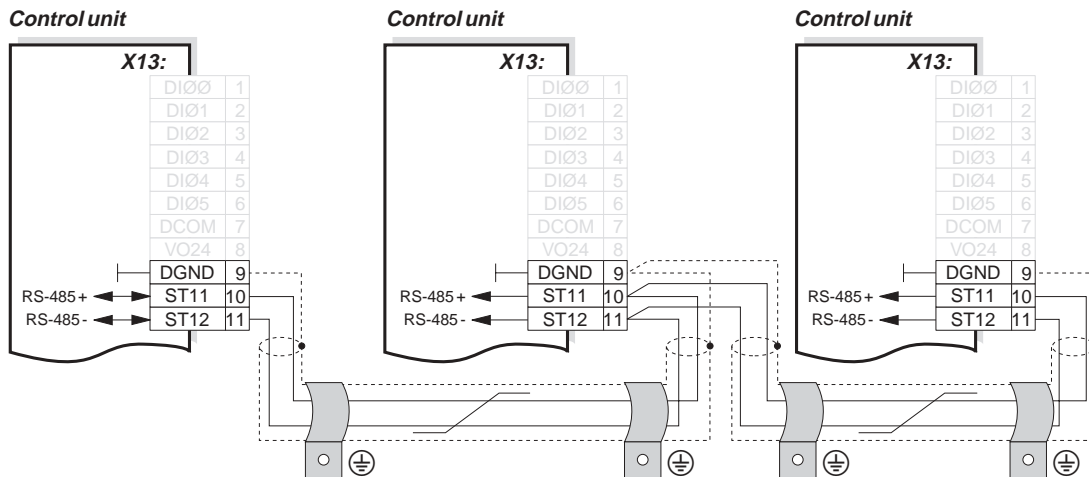 Control unit
X13:
DIØØ 1
DIØ1 2
DIØ2 3
DIØ3 4
DIØ4 5
DIØ5 6
DCOM 7
VO24 8
DGND 9
RS-485+ ST11 10
RS-485- ST12 11
Control unit
X13:
DIØØ 1
DIØ1 2
DIØ2 3
DIØ3 4
DIØ4 5
DIØ5 6
DCOM 7
VO24 8
DGND 9
RS-485+ ST11 10
RS-485- ST12 11
Control unit
X13:
DIØØ 1
DIØ1 2
DIØ2 3
DIØ3 4
DIØ4 5
DIØ5 6
DCOM 7
VO24 8
DGND 9
RS-485+ ST11 10
RS-485- ST12 11